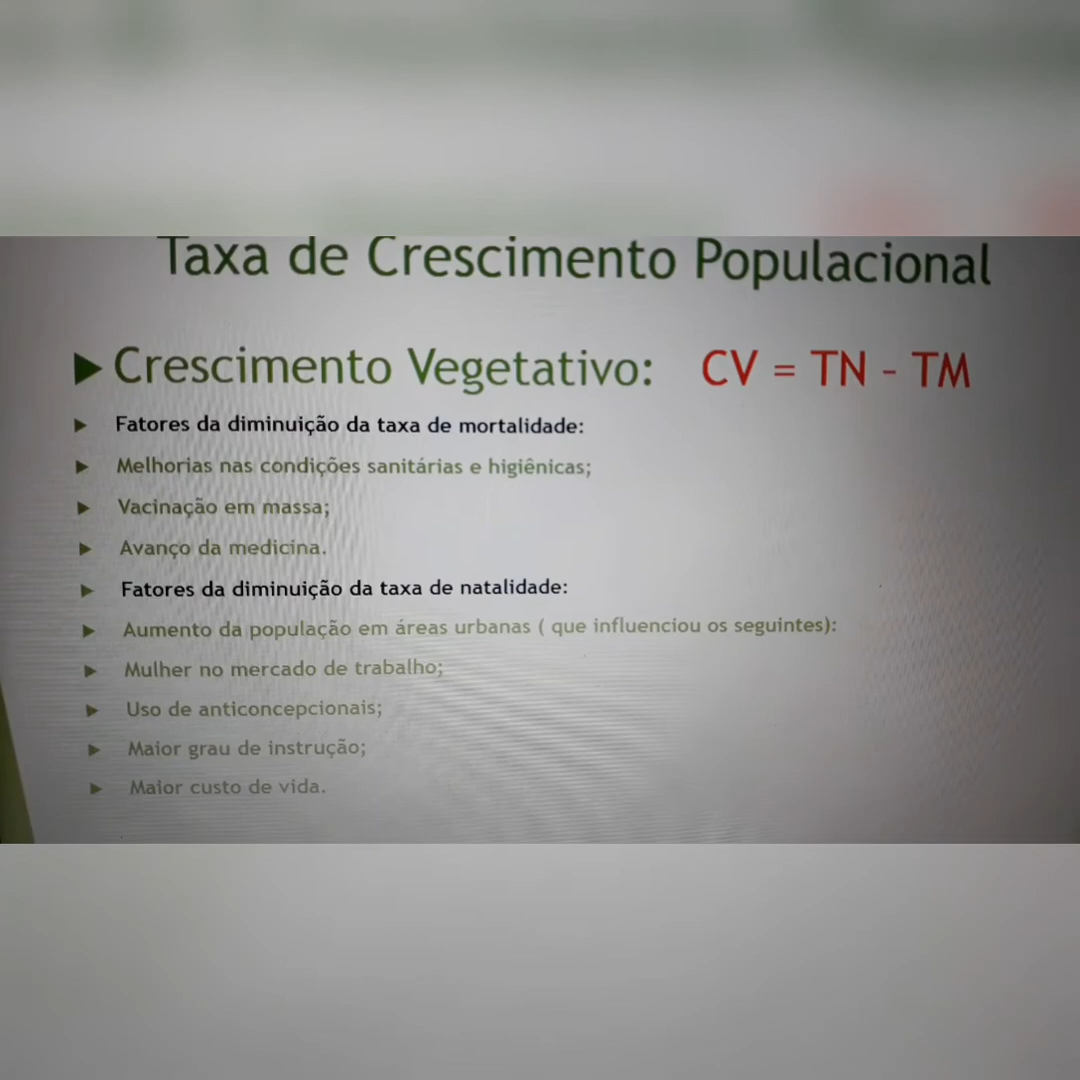 Taxa de Crescimento Populacional
Crescimento Vegetativo: CV = TN - TM
Fatores da diminuição da taxa de mortalidade:
Melhorias nas condições sanitárias e higiênicas;
Vacinação em massa;
Avanço da medicina.
Fatores da diminuição da taxa de natalidade:
Aumento da população em áreas urbanas ( que influenciou os seguintes):
Mulher no mercado de trabalho;
Uso de anticoncepcionais;
Maior grau de instrução;
Maior custo de vida.